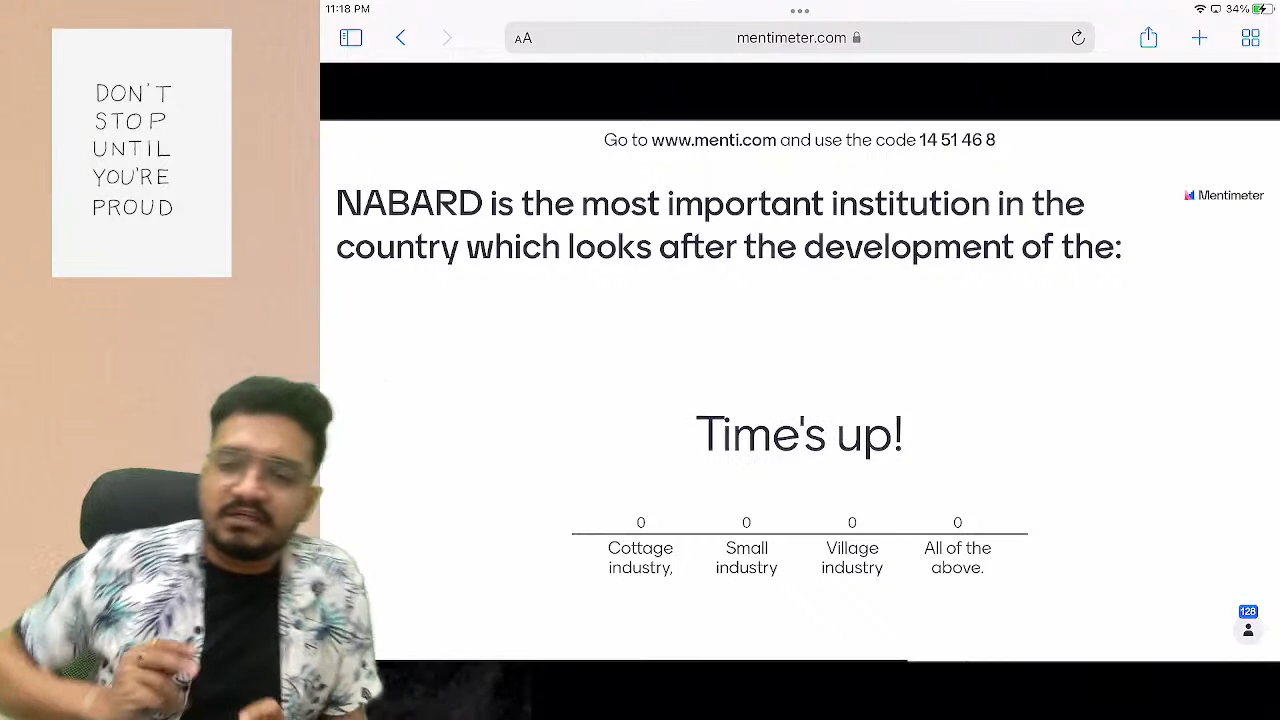 11:18 PM
34%
AA
mentimeter.com
DON'T
STOP
UNTIL
YOU'RE
PROUD
Go to www.menti.com and use the code 14 51 46 8
NABARD is the most important institution in the
country which looks after the development of the:
Mentimeter
Time's up!
0 0 0 0
Cottage Small Village All of the
industry, industry industry above.
128